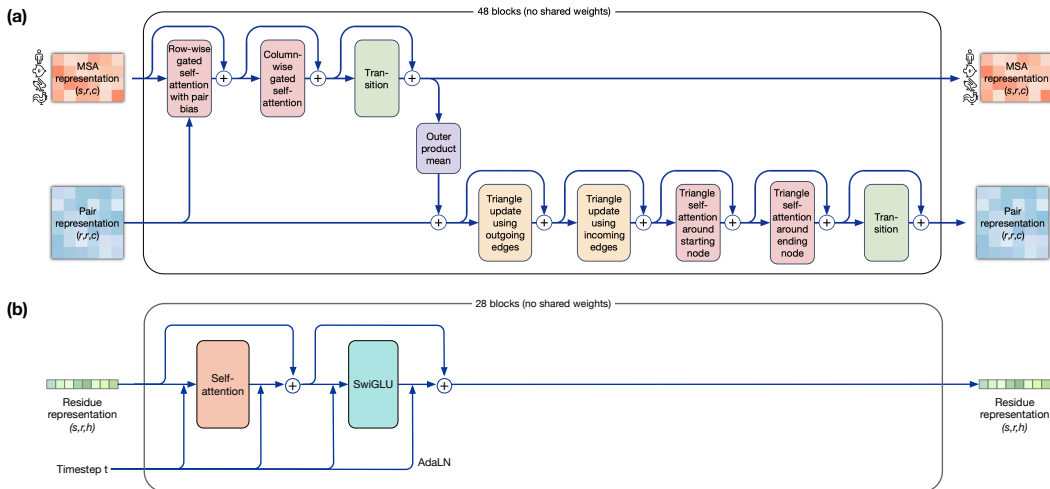 (a)
48 blocks (no shared weights)
MSA
representation
(s,r,c)
Row-wise
gated
self-
attention
with pair
bias
+
Column-
wise
gated
self-
attention
+
Tran-
sition
+
MSA
representation
(s,r,c)
Outer
product
mean
Pair
representation
(r,r,c)
+
Triangle
update
using
outgoing
edges
+
Triangle
update
using
incoming
edges
+
Triangle
self-
attention
around
starting
node
+
Triangle
self-
attention
around
ending
node
+
Tran-
sition
+
Pair
representation
(r,r,c)
(b)
28 blocks (no shared weights)
Residue
representation
(s,r,h)
Self-
attention
+
SwiGLU
+
Residue
representation
(s,r,h)
Timestep t
AdaLN